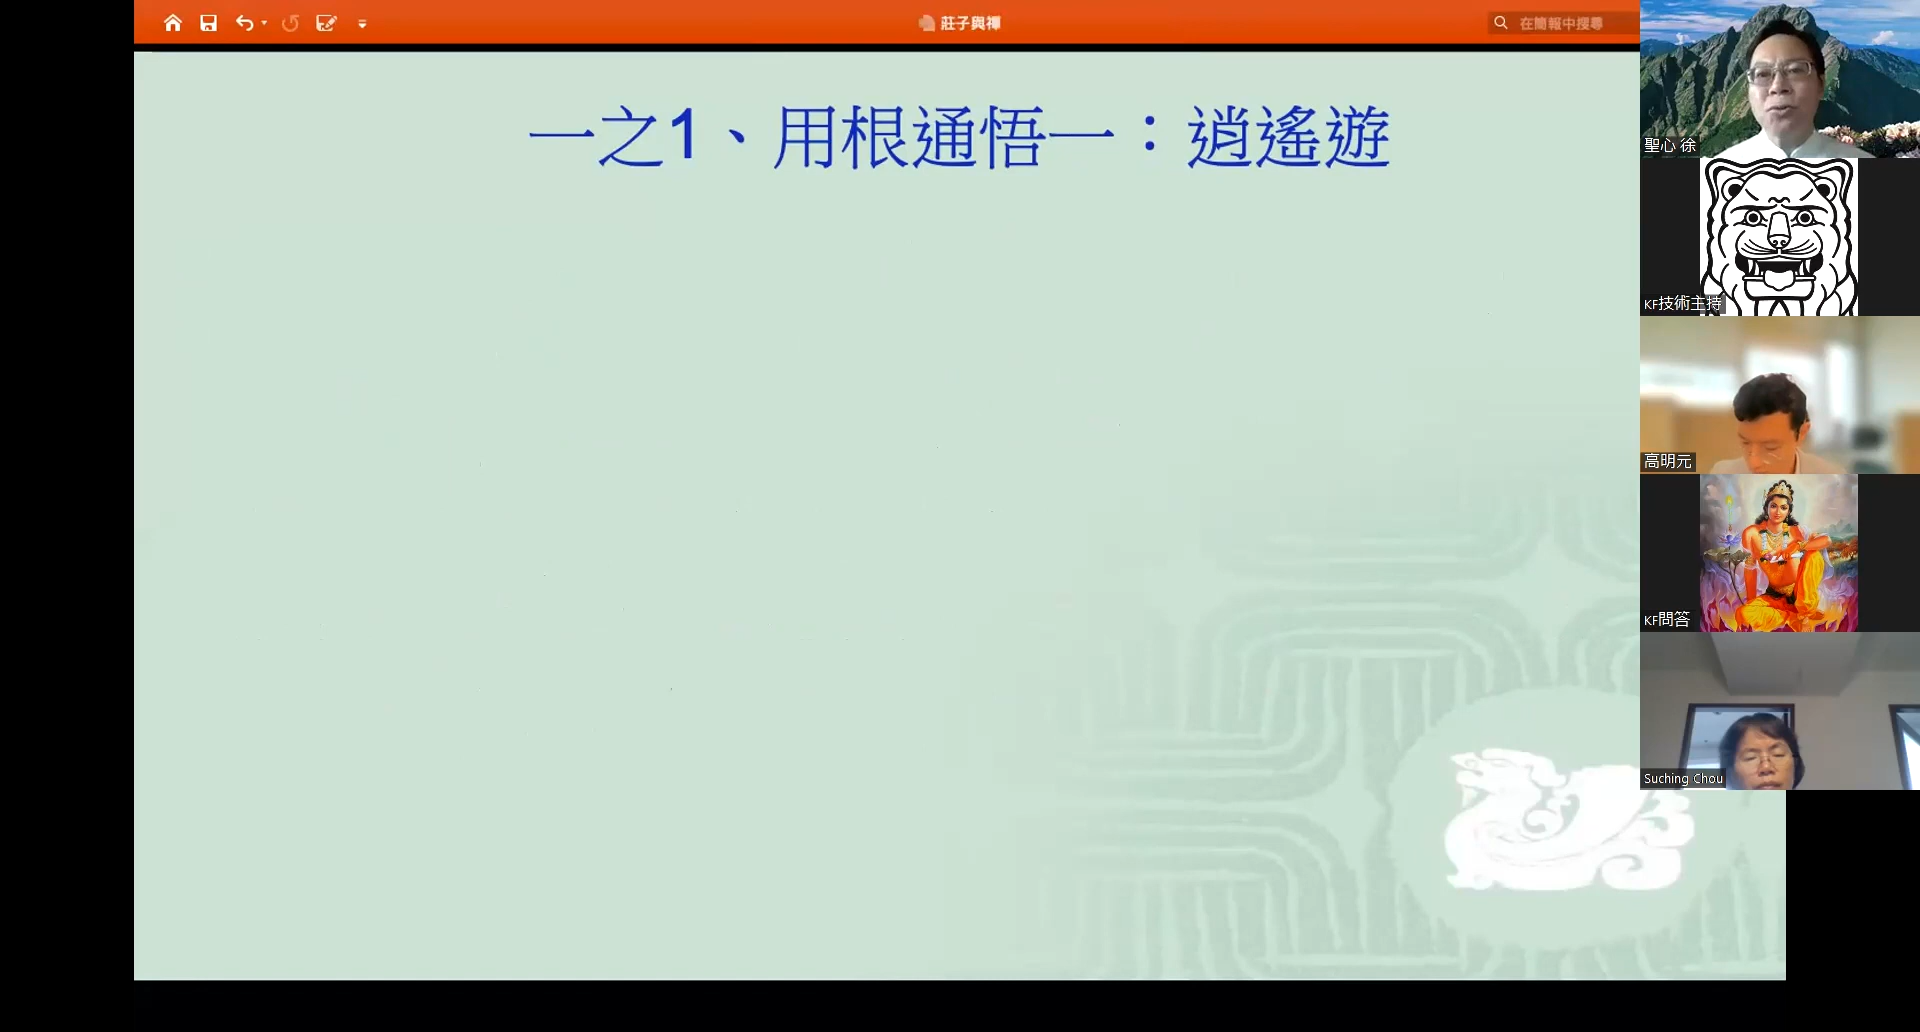 莊子與禪
在簡報中搜尋
一之1、用根通悟一：逍遙遊
聖心 徐
KF技術主持
高明元
KF問答
Suching Chou